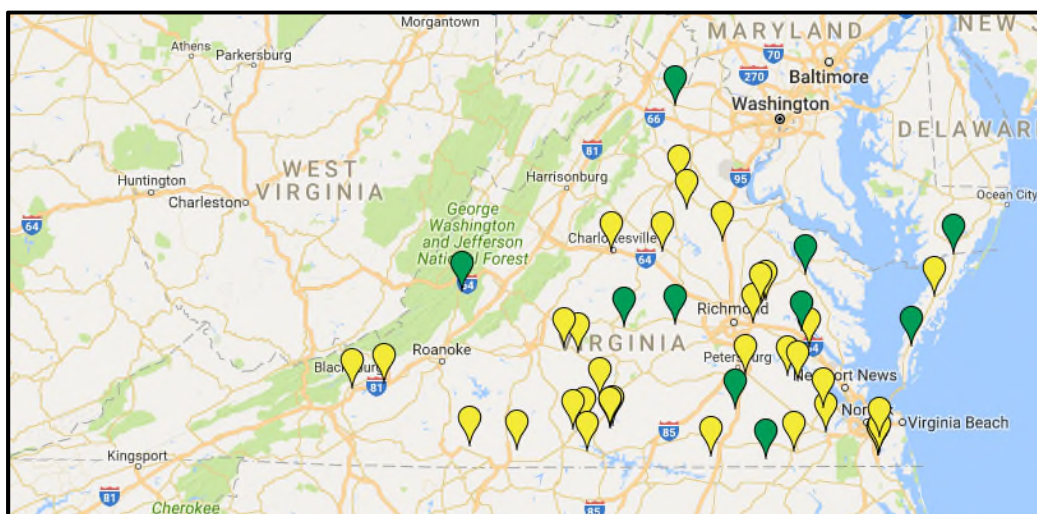 Morgantown
MARYLAND
NEW J
Athens
Parkersburg
70
Baltimore
270
Washington
66
DELAWARE
81
WEST
VIRGINIA
95
Huntington
Harrisonburg
Charleston
Ocean City
64
George
Washington
and Jefferson
National Forest
Charlottesville
64
64
Richmond
VIRGINIA
64
Roanoke
Petersburg
Blacksburg
81
Newport News
Norfolk
Virginia Beach
85
Kingsport
81
Cherokee
85